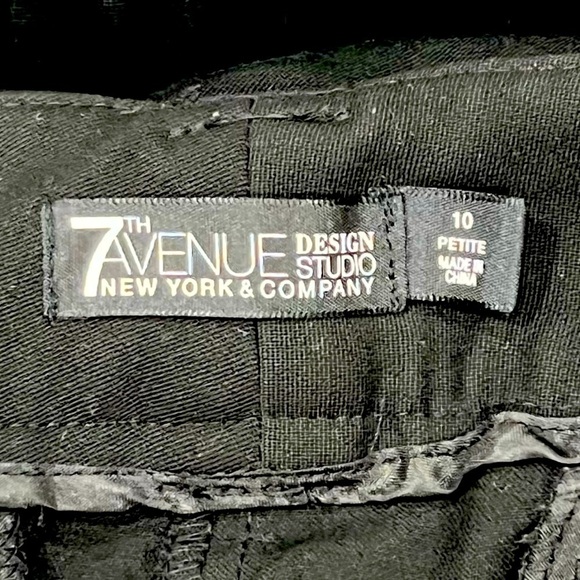 7TH AVENUE DESIGN STUDIO
NEW YORK & COMPANY
10
PETITE
MADE IN
CHINA